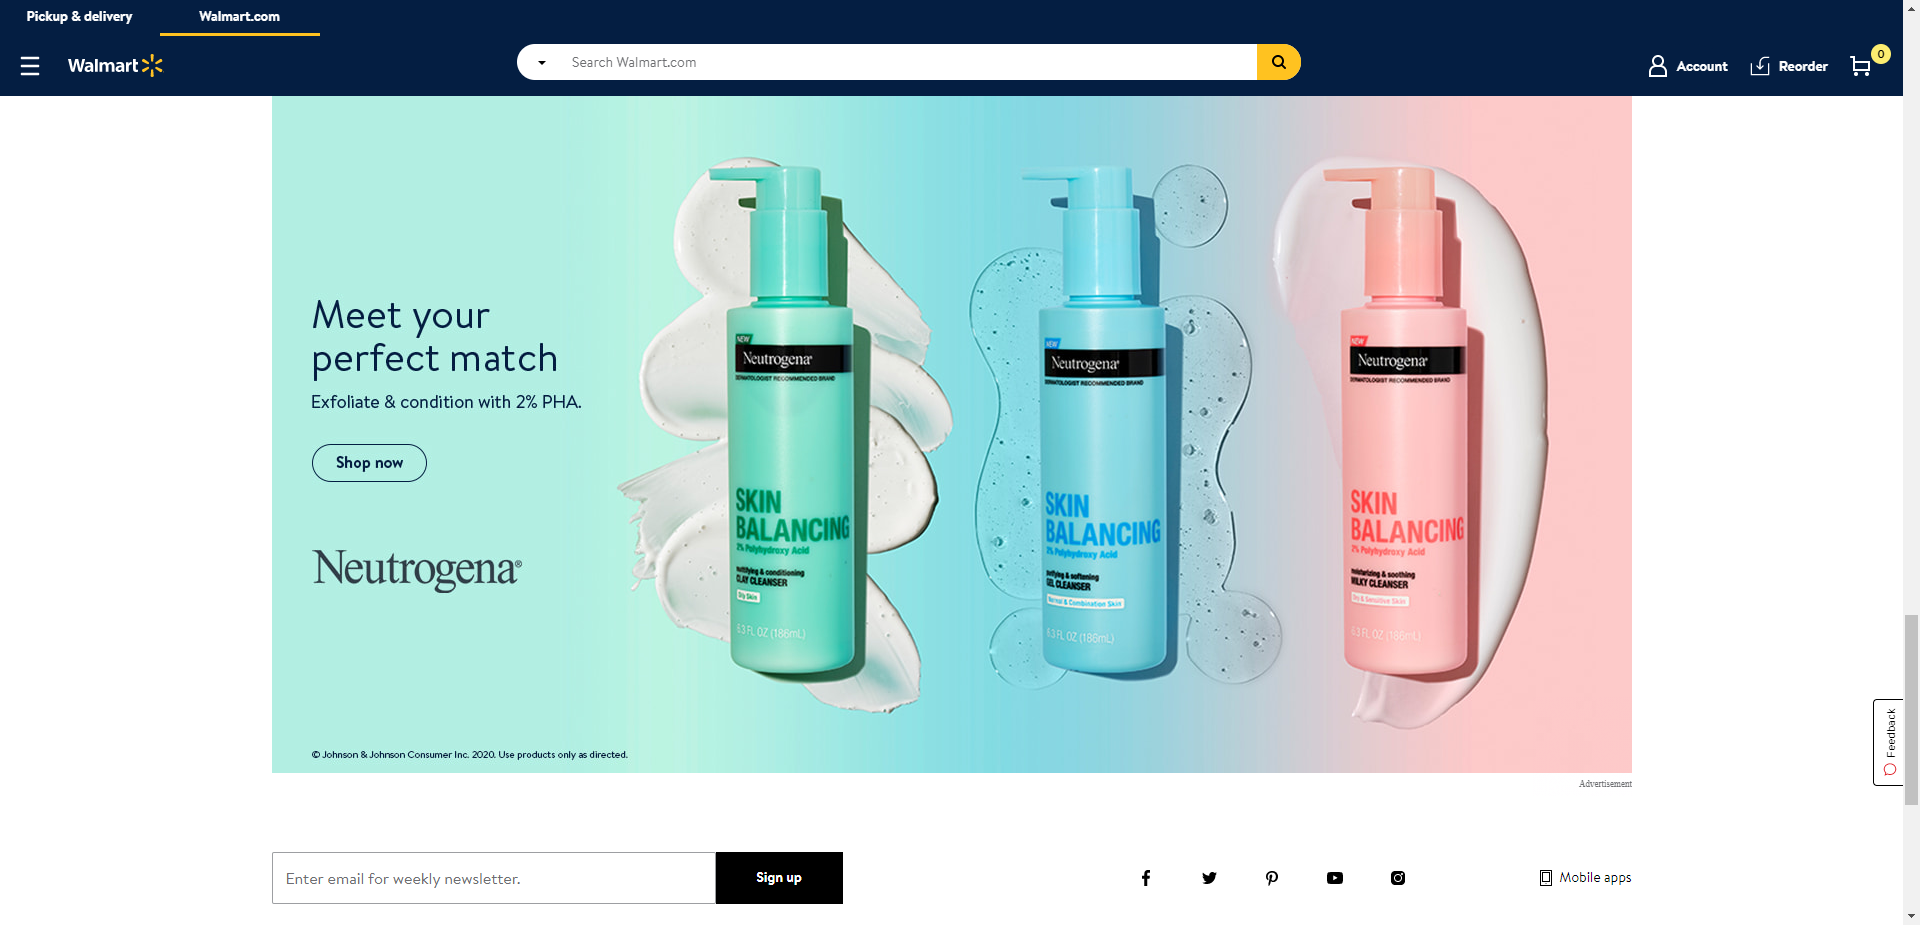 Pickup & delivery
Walmart.com
Walmart
Search Walmart.com
Account
Reorder
0
Meet your
perfect match
Exfoliate & condition with 2% PHA.
Shop now
Neutrogena®
© Johnson & Johnson Consumer Inc. 2020. Use products only as directed.
NEW
Neutrogena®
DERMATOLOGIST RECOMMENDED BRAND
SKIN
BALANCING
2% Polyhydroxy Acid
mattifying & conditioning
CLAY CLEANSER
Oily Skin
6.3 FL OZ (186mL)
NEW
Neutrogena®
DERMATOLOGIST RECOMMENDED BRAND
SKIN
BALANCING
2% Polyhydroxy Acid
purifying & softening
GEL CLEANSER
Normal & Combination Skin
6.3 FL OZ (186mL)
NEW
Neutrogena®
DERMATOLOGIST RECOMMENDED BRAND
SKIN
BALANCING
2% Polyhydroxy Acid
moisturizing & soothing
MILKY CLEANSER
Dry & Sensitive Skin
6.3 FL OZ (186mL)
Feedback
Advertisement
Enter email for weekly newsletter.
Sign up
Mobile apps